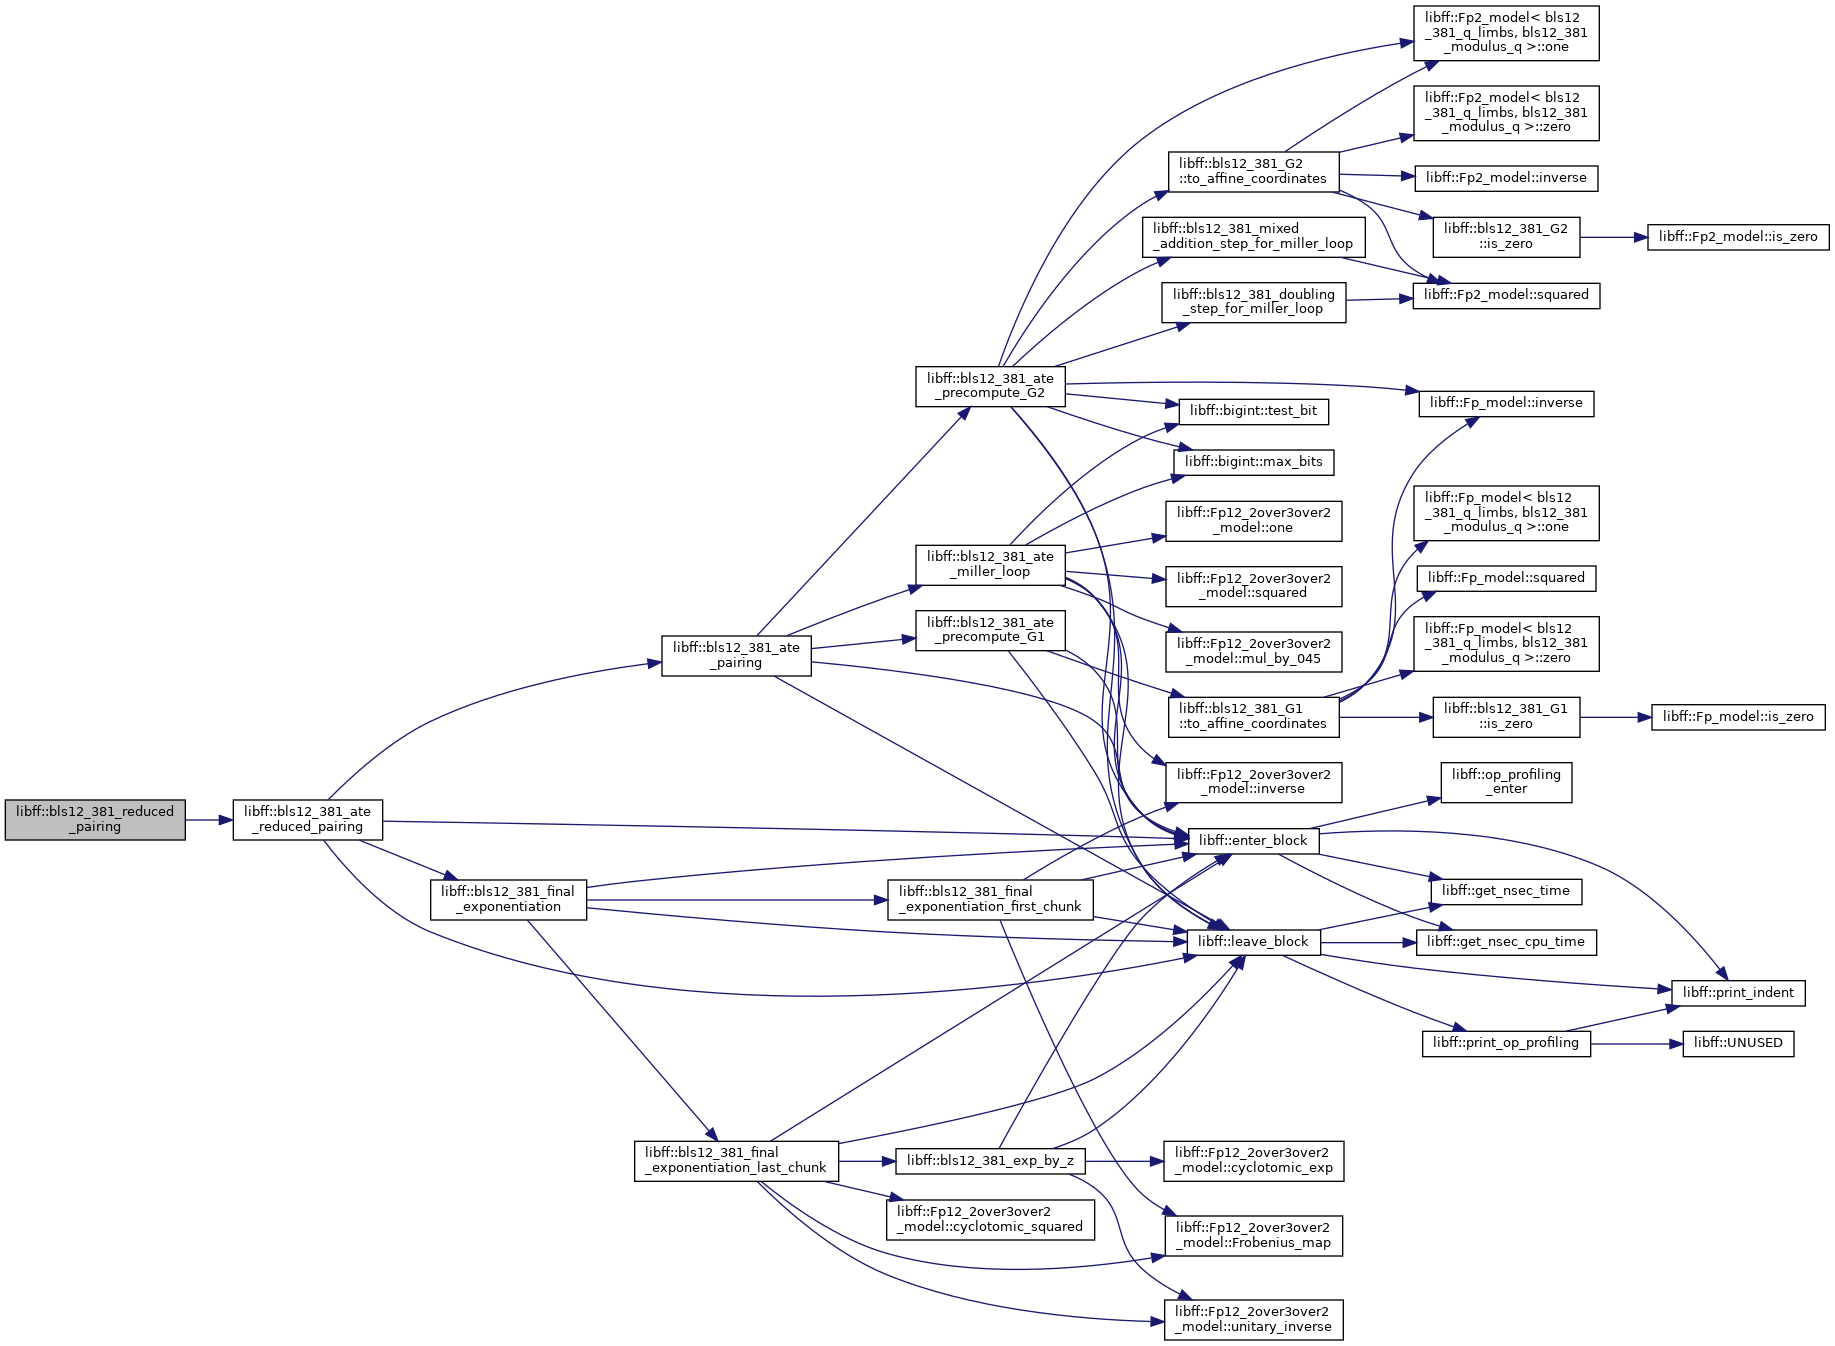 libff::bls12_381_reduced
_pairing
libff::bls12_381_ate
_reduced_pairing
libff::bls12_381_final
_exponentiation
libff::bls12_381_ate
_pairing
libff::bls12_381_final
_exponentiation_last_chunk
libff::bls12_381_ate
_precompute_G2
libff::bls12_381_ate
_miller_loop
libff::bls12_381_ate
_precompute_G1
libff::bls12_381_final
_exponentiation_first_chunk
libff::bls12_381_exp_by_z
libff::Fp12_2over3over2
_model::cyclotomic_squared
libff::bls12_381_G2
::to_affine_coordinates
libff::bls12_381_mixed
_addition_step_for_miller_loop
libff::bls12_381_doubling
_step_for_miller_loop
libff::bigint::test_bit
libff::bigint::max_bits
libff::Fp12_2over3over2
_model::one
libff::Fp12_2over3over2
_model::squared
libff::Fp12_2over3over2
_model::mul_by_045
libff::bls12_381_G1
::to_affine_coordinates
libff::Fp12_2over3over2
_model::inverse
libff::enter_block
libff::leave_block
libff::Fp12_2over3over2
_model::cyclotomic_exp
libff::Fp12_2over3over2
_model::Frobenius_map
libff::Fp12_2over3over2
_model::unitary_inverse
libff::Fp2_model< bls12
_381_q_limbs, bls12_381
_modulus_q >::one
libff::Fp2_model< bls12
_381_q_limbs, bls12_381
_modulus_q >::zero
libff::Fp2_model::inverse
libff::bls12_381_G2
::is_zero
libff::Fp2_model::squared
libff::Fp_model::inverse
libff::Fp_model< bls12
_381_q_limbs, bls12_381
_modulus_q >::one
libff::Fp_model::squared
libff::Fp_model< bls12
_381_q_limbs, bls12_381
_modulus_q >::zero
libff::bls12_381_G1
::is_zero
libff::op_profiling
_enter
libff::get_nsec_time
libff::get_nsec_cpu_time
libff::print_op_profiling
libff::Fp2_model::is_zero
libff::Fp_model::is_zero
libff::print_indent
libff::UNUSED